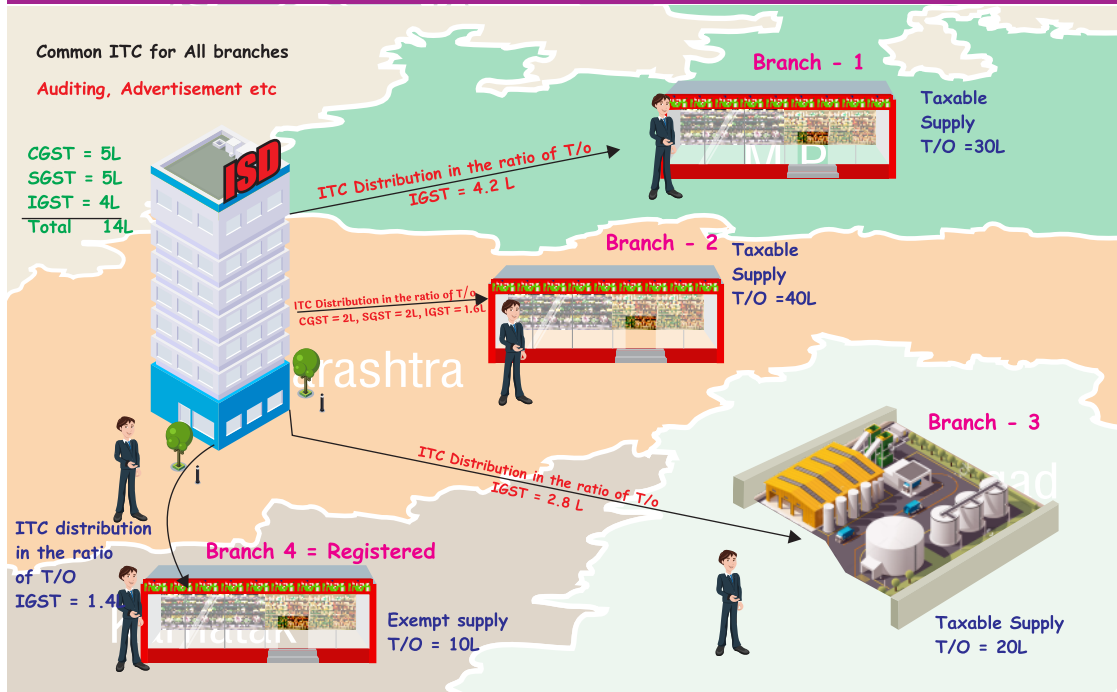 Common ITC for All branches
Auditing, Advertisement etc
CGST = 5L
SGST = 5L
IGST = 4L
Total 14L
ISD
ITC Distribution in the ratio of T/o
IGST = 4.2 L
Branch - 1
Taxable
Supply
T/O =30L
M P
Branch - 2
Taxable
Supply
T/O =40L
ITC Distribution in the ratio of T/o
CGST = 2L, SGST = 2L, IGST = 1.6L
arashtra
Branch - 3
gad
ITC Distribution in the ratio of T/o
IGST = 2.8 L
Taxable Supply
T/O = 20L
ITC distribution
in the ratio
of T/O
IGST = 1.4L
Branch 4 = Registered
Karnatak
Exempt supply
T/O = 10L